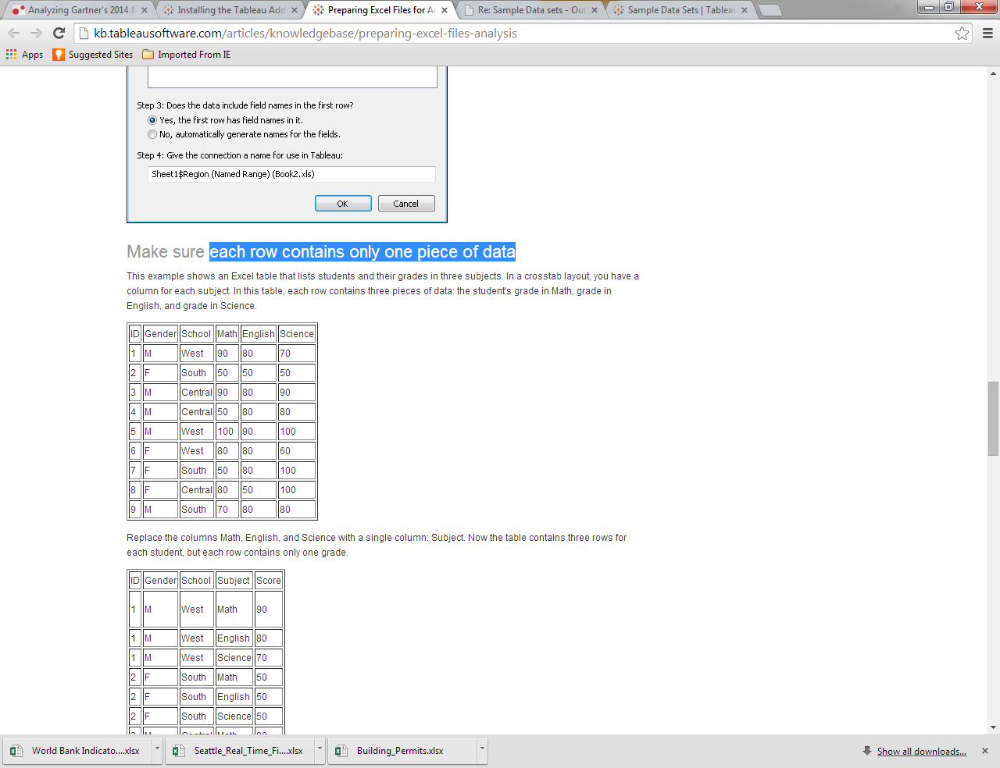 Analyzing Gartner's 2014 M
Installing the Tableau Add
Preparing Excel Files for A
Re: Sample Data sets - Ou
Sample Data Sets | Tablea
kb.tableausoftware.com/articles/knowledgebase/preparing-excel-files-analysis
Apps Suggested Sites Imported From IE
Step 3: Does the data include field names in the first row?
Yes, the first row has field names in it.
No, automatically generate names for the fields.
Step 4: Give the connection a name for use in Tableau:
Sheet1$Region (Named Range) (Book2.xls)
OK Cancel
Make sure each row contains only one piece of data
This example shows an Excel table that lists students and their grades in three subjects. In a crosstab layout, you have a
column for each subject. In this table, each row contains three pieces of data: the student's grade in Math, grade in
English, and grade in Science.
ID Gender School Math English Science
1 M West 90 80 70
2 F South 50 50 50
3 M Central 90 80 90
4 M Central 50 80 80
5 M West 100 90 100
6 F West 80 80 60
7 F South 50 80 100
8 F Central 80 50 100
9 M South 70 80 80
Replace the columns Math, English, and Science with a single column: Subject. Now the table contains three rows for
each student, but each row contains only one grade.
ID Gender School Subject Score
1 M West Math 90
1 M West English 80
1 M West Science 70
2 F South Math 50
2 F South English 50
2 F South Science 50
World Bank Indicato....xlsx
Seattle_Real_Time_Fi....xlsx
Building_Permits.xlsx
Show all downloads...